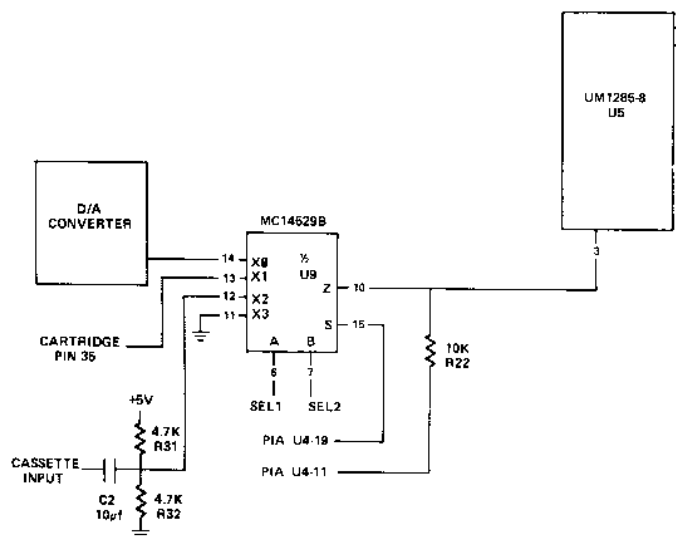 UM1285-8
U5
D/A
CONVERTER
3
MC14529B
14
X0
½
U9
13
X1
12
X2
Z
10
11
X3
S
15
A
B
CARTRIDGE
PIN 35
6
7
10K
R22
SEL1
SEL2
+5V
4.7K
R31
PIA U4-19
CASSETTE
INPUT
PIA U4-11
C2
10µf
4.7K
R32